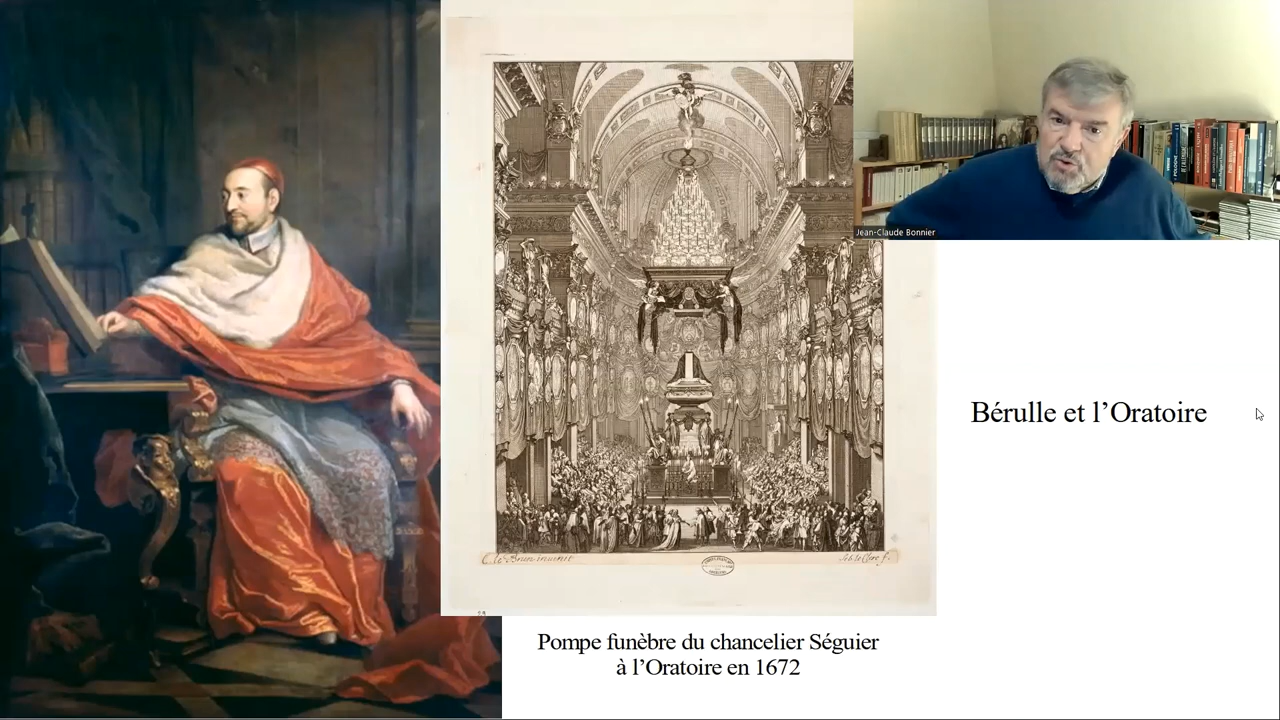 Jean-Claude Bonnier
Bérulle et l’Oratoire
Pompe funèbre du chancelier Séguier
à l’Oratoire en 1672